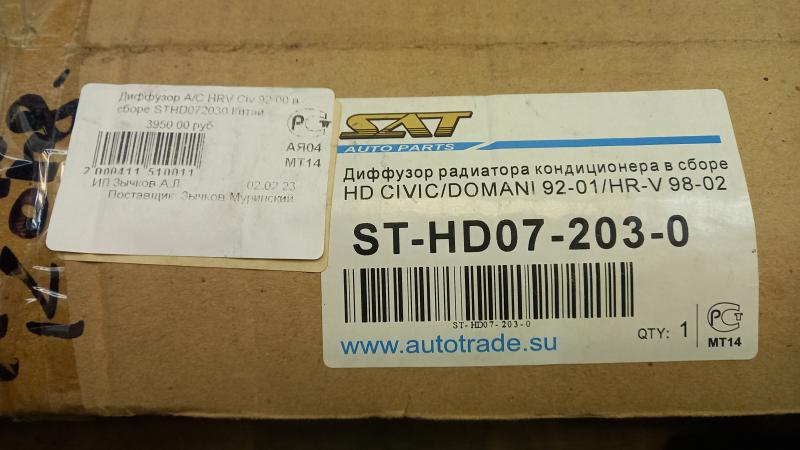 Диффузор А/С HRV Civ 92-00 в
сборе STHD072030 Китай
3950.00 руб
АЯ04
МТ14
2 000411 510011
ИП Зычков А.Л 02.02.23
Поставщик: Зычков Муринский
SAT
AUTO PARTS
Диффузор радиатора кондиционера в сборе
HD CIVIC/DOMANI 92-01/HR-V 98-02
ST-HD07-203-0
ST-HD07-203-0
www.autotrade.su
QTY: 1
МТ14